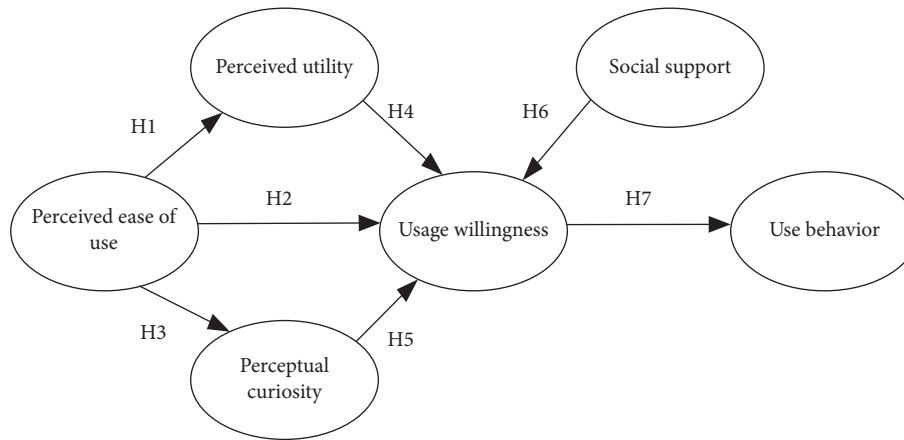 Perceived utility
Social support
H4
H6
H1
H2
H7
Perceived ease of
use
Usage willingness
Use behavior
H3
H5
Perceptual
curiosity